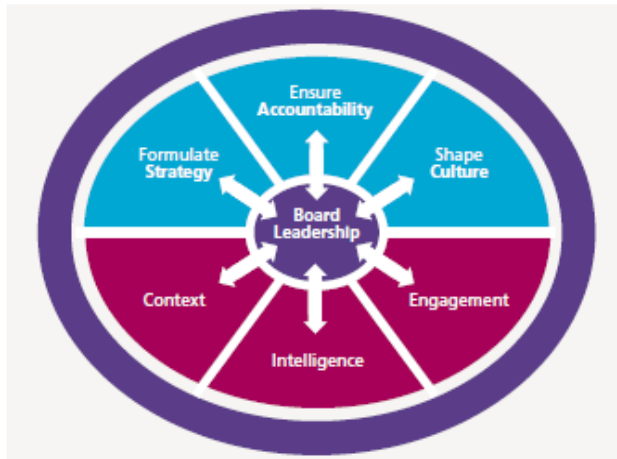 Ensure
Accountability
Formulate
Strategy
Shape
Culture
Board
Leadership
Context
Engagement
Intelligence